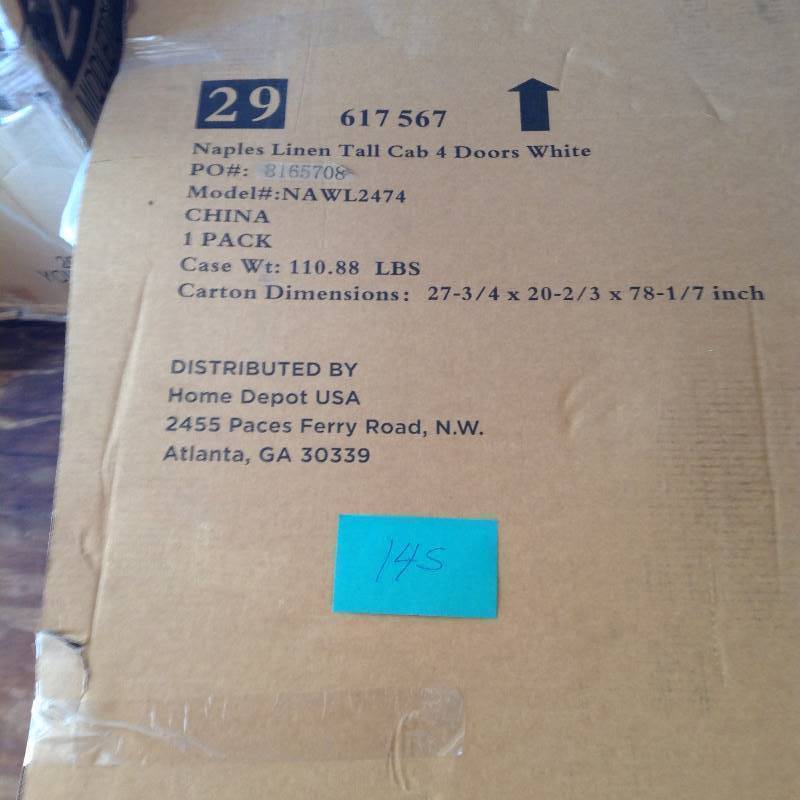 29
617 567
Naples Linen Tall Cab 4 Doors White
PO#: 8165708
Model#:NAWL2474
CHINA
1 PACK
Case Wt: 110.88 LBS
Carton Dimensions: 27-3/4 x 20-2/3 x 78-1/7 inch
DISTRIBUTED BY
Home Depot USA
2455 Paces Ferry Road, N.W.
Atlanta, GA 30339
145